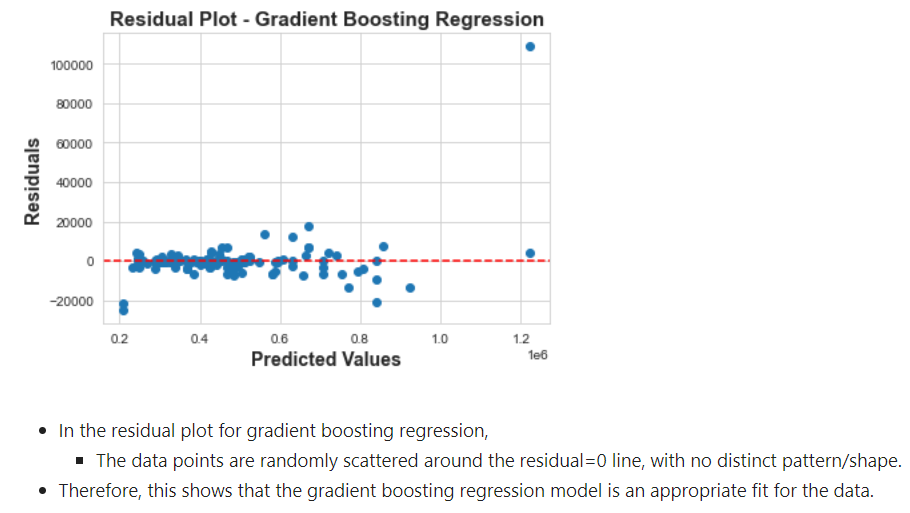 Residual Plot - Gradient Boosting Regression
100000
80000
60000
40000
20000
0
−20000
Residuals
0.2 0.4 0.6 0.8 1.0 1.2
1e6
Predicted Values
• In the residual plot for gradient boosting regression,
▪ The data points are randomly scattered around the residual=0 line, with no distinct pattern/shape.
• Therefore, this shows that the gradient boosting regression model is an appropriate fit for the data.